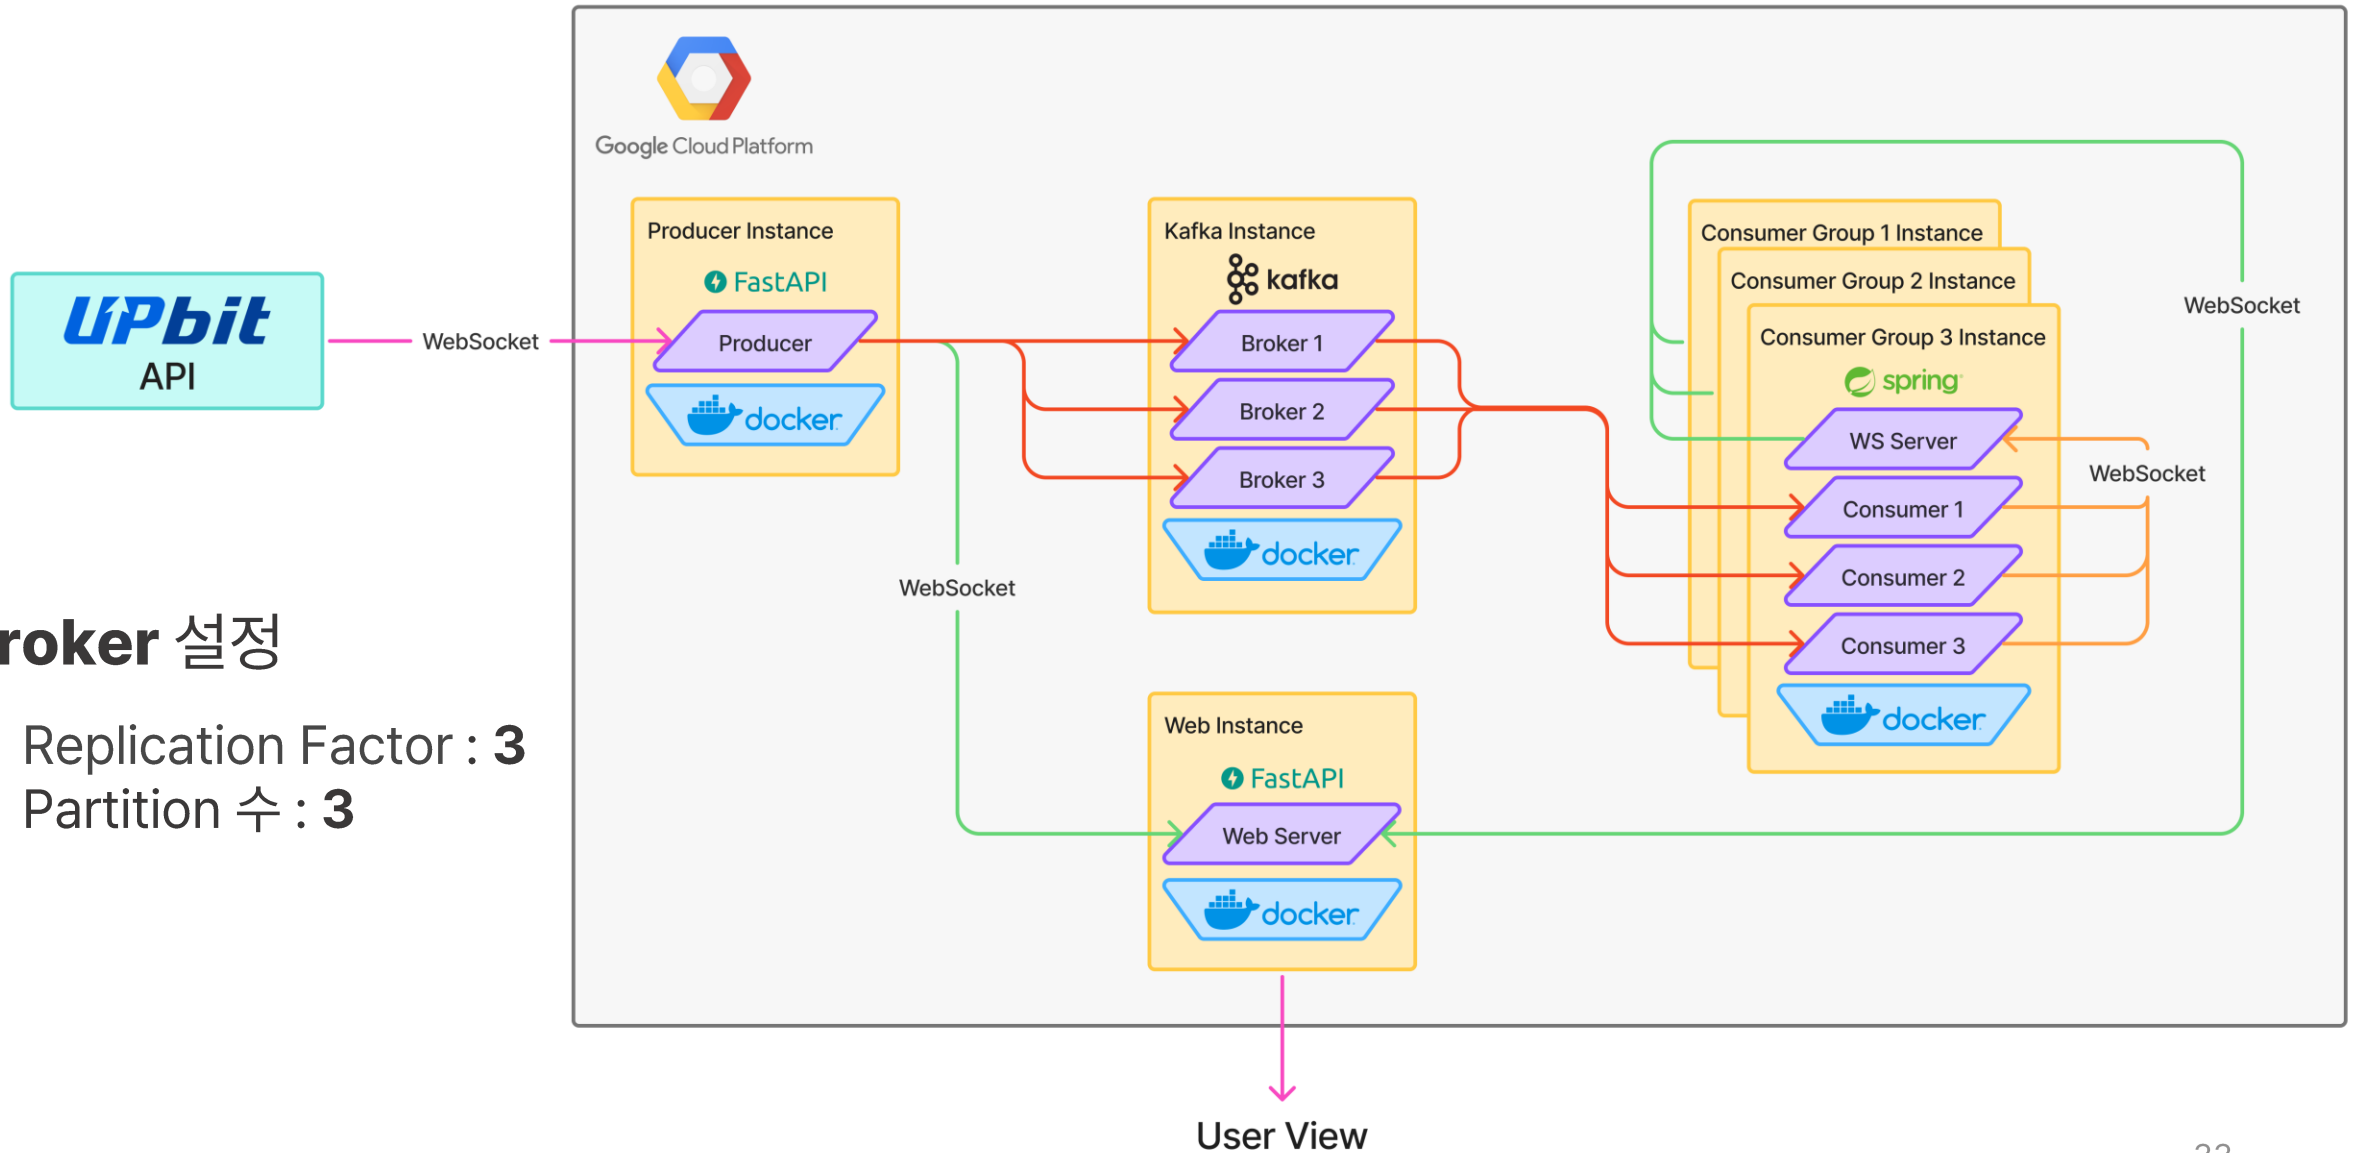 Google Cloud Platform
UPbit
API
WebSocket
Producer Instance
FastAPI
Producer
docker
Kafka Instance
kafka
Broker 1
Broker 2
Broker 3
docker
Consumer Group 1 Instance
Consumer Group 2 Instance
Consumer Group 3 Instance
spring
WS Server
Consumer 1
Consumer 2
Consumer 3
docker
WebSocket
WebSocket
WebSocket
Web Instance
FastAPI
Web Server
docker
User View
roker 설정
Replication Factor : 3
Partition 수 : 3